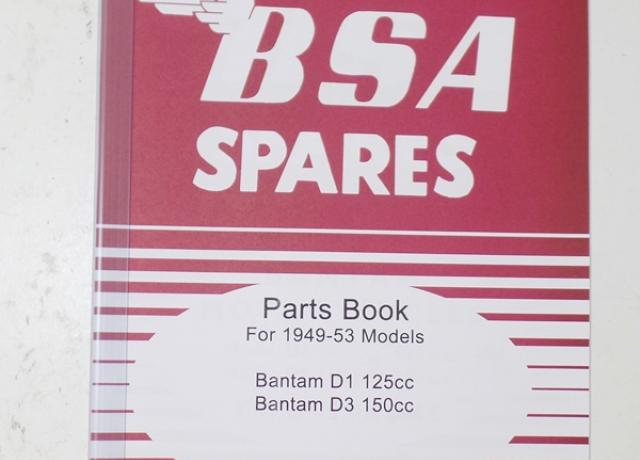 BSA
SPARES
Parts Book
For 1949-53 Models
Bantam D1 125cc
Bantam D3 150cc